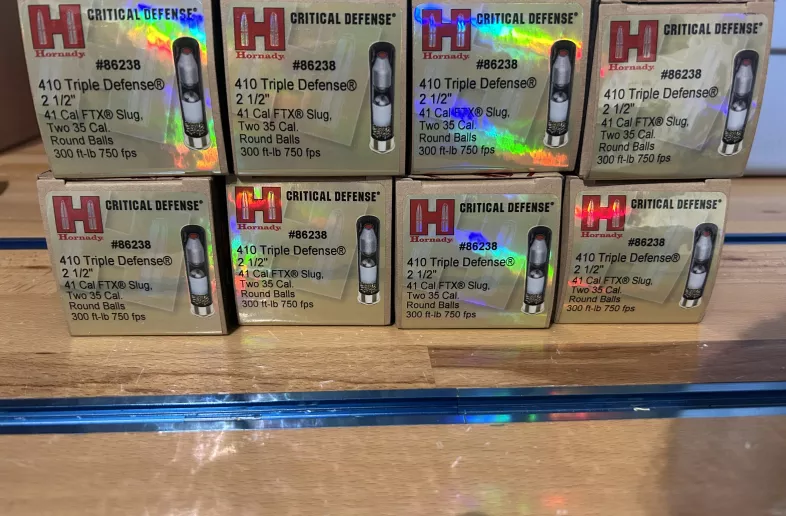 H CRITICAL DEFENSE®
Hornady
#86238
410 Triple Defense®
2 1/2"
41 Cal FTX® Slug,
Two 35 Cal.
Round Balls
300 ft-lb 750 fps
H CRITICAL DEFENSE®
Hornady
#86238
410 Triple Defense®
2 1/2"
41 Cal FTX® Slug,
Two 35 Cal.
Round Balls
300 ft-lb 750 fps
H CRITICAL DEFENSE®
Hornady
#86238
410 Triple Defense®
2 1/2"
41 Cal FTX® Slug,
Two 35 Cal.
Round Balls
300 ft-lb 750 fps
H CRITICAL DEFENSE®
Hornady
#86238
410 Triple Defense®
2 1/2"
41 Cal FTX® Slug,
Two 35 Cal.
Round Balls
300 ft-lb 750 fps
H CRITICAL DEFENSE®
Hornady
#86238
410 Triple Defense®
2 1/2"
41 Cal FTX® Slug,
Two 35 Cal.
Round Balls
300 ft-lb 750 fps
H CRITICAL DEFENSE®
Hornady
#86238
410 Triple Defense®
2 1/2"
41 Cal FTX® Slug,
Two 35 Cal.
Round Balls
300 ft-lb 750 fps
H CRITICAL DEFENSE®
Hornady
#86238
410 Triple Defense®
2 1/2"
41 Cal FTX® Slug,
Two 35 Cal.
Round Balls
300 ft-lb 750 fps
H CRITICAL DEFENSE®
Hornady
#86238
410 Triple Defense®
2 1/2"
41 Cal FTX® Slug,
Two 35 Cal.
Round Balls
300 ft-lb 750 fps